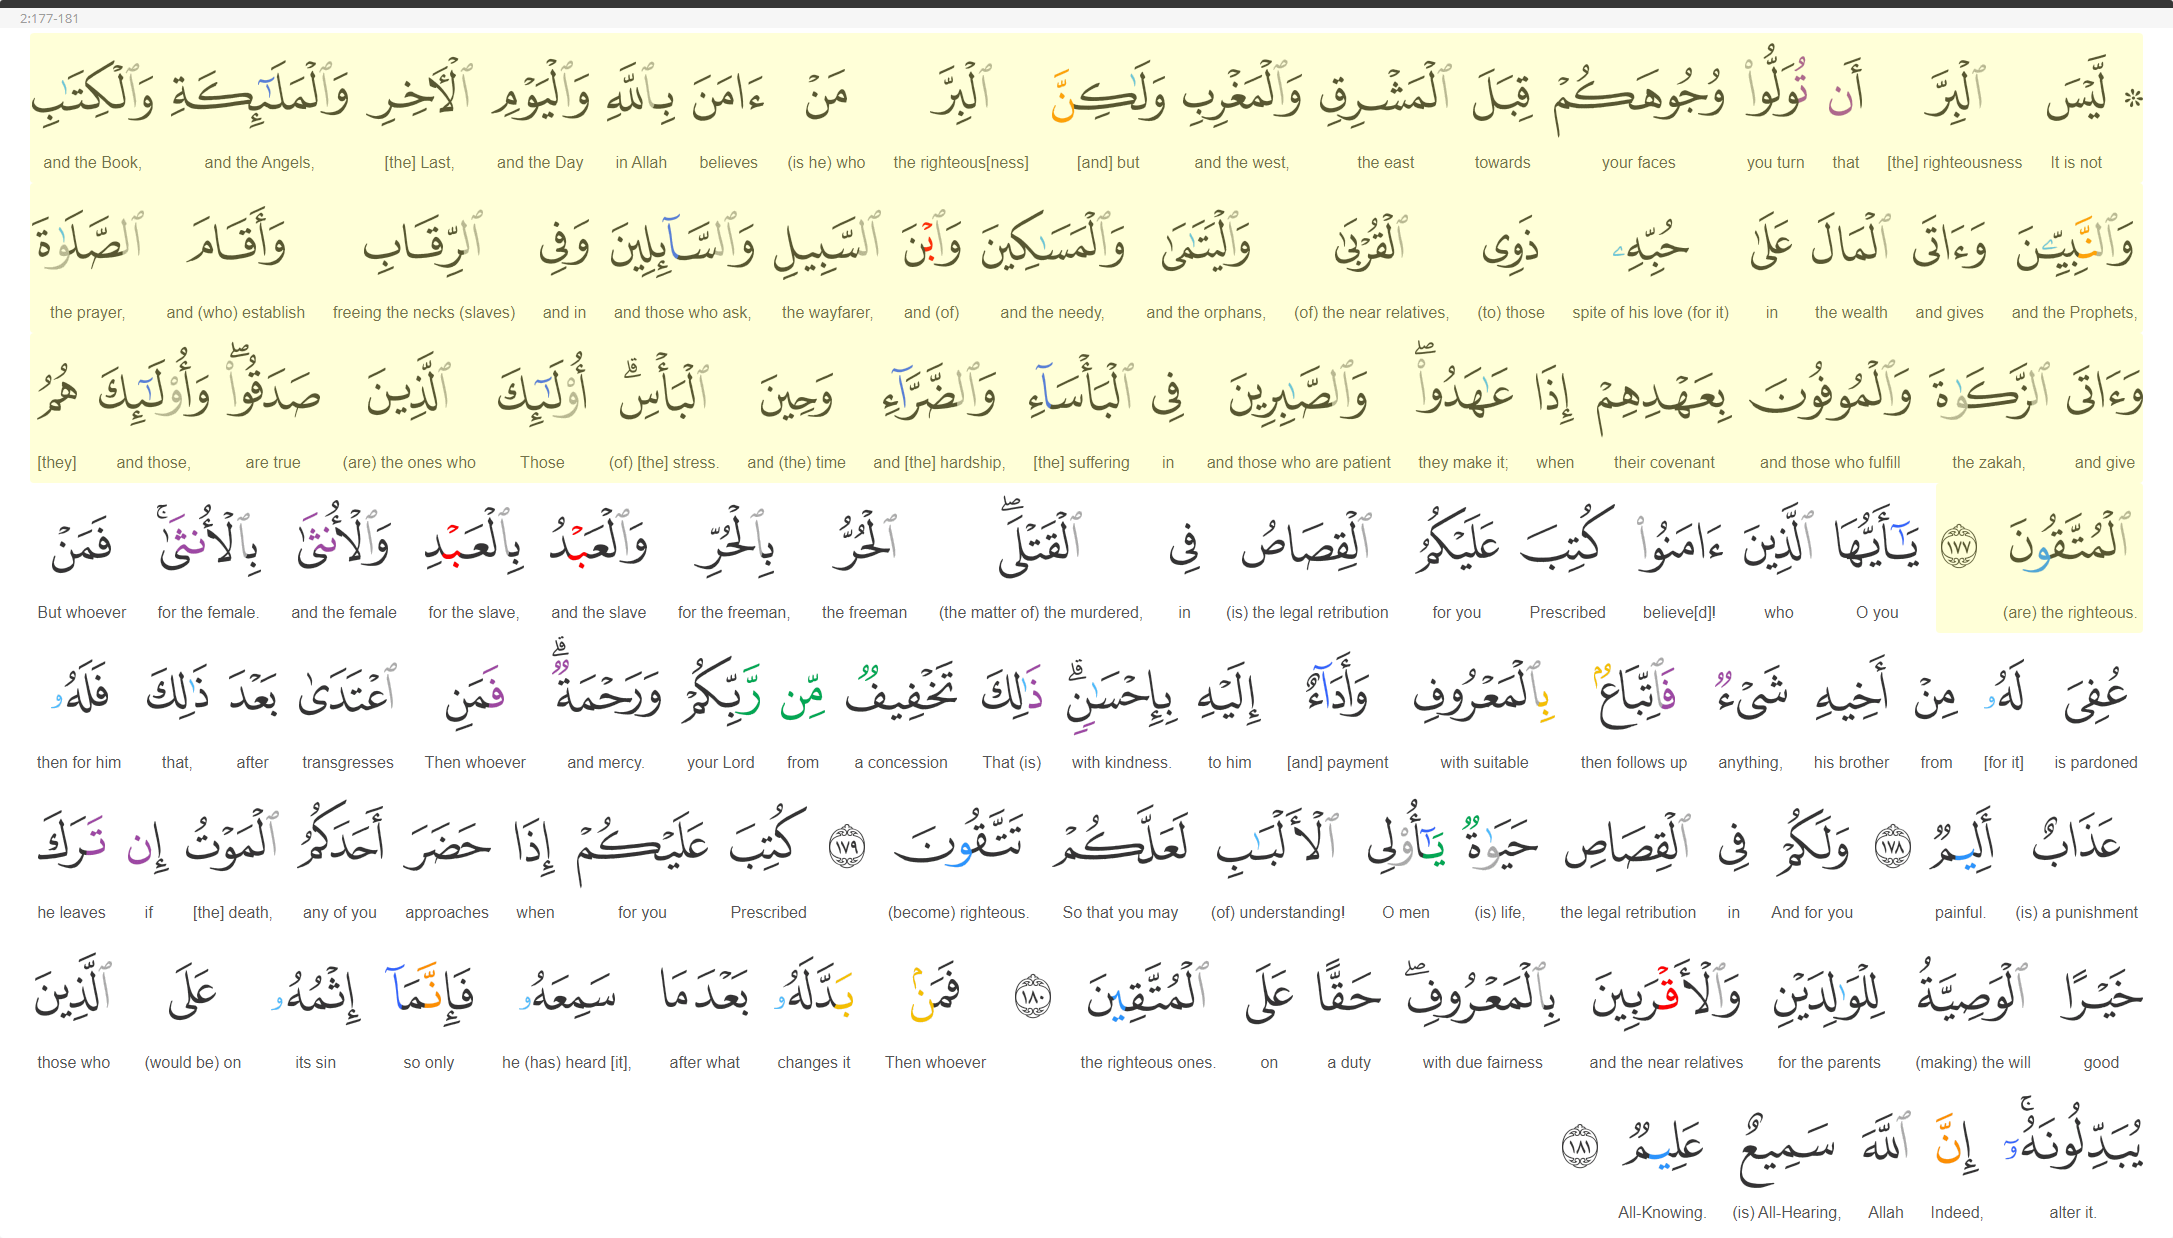 2:177-181
۞ لَّيْسَ ٱلْبِرَّ أَن تُوَلُّوا۟ وُجُوهَكُمْ قِبَلَ ٱلْمَشْرِقِ وَٱلْمَغْرِبِ وَلَـٰكِنَّ ٱلْبِرَّ مَنْ ءَامَنَ بِٱللَّهِ وَٱلْيَوْمِ ٱلْـَٔاخِرِ وَٱلْمَلَـٰٓئِكَةِ وَٱلْكِتَـٰبِ
It is not [the] righteousness that you turn your faces towards the east and the west, [and] but the righteous[ness] (is he) who believes in Allah and the Day [the] Last, and the Angels, and the Book,
وَٱلنَّبِيِّـۧنَ وَءَاتَى ٱلْمَالَ عَلَىٰ حُبِّهِۦ ذَوِى ٱلْقُرْبَىٰ وَٱلْيَتَـٰمَىٰ وَٱلْمَسَـٰكِينَ وَٱبْنَ ٱلسَّبِيلِ وَٱلسَّآئِلِينَ وَفِى ٱلرِّقَابِ وَأَقَامَ ٱلصَّلَوٰةَ
and the Prophets, and gives the wealth in spite of his love (for it) (to) those (of) the near relatives, and the orphans, and the needy, and (of) the wayfarer, and those who ask, and in freeing the necks (slaves) and (who) establish the prayer,
وَءَاتَى ٱلزَّكَوٰةَ وَٱلْمُوفُونَ بِعَهْدِهِمْ إِذَا عَـٰهَدُوا۟ ۖ وَٱلصَّـٰبِرِينَ فِى ٱلْبَأْسَآءِ وَٱلضَّرَّآءِ وَحِينَ ٱلْبَأْسِ ۗ أُو۟لَـٰٓئِكَ ٱلَّذِينَ صَدَقُوا۟ ۖ وَأُو۟لَـٰٓئِكَ هُمُ
and give the zakah, and those who fulfill their covenant when they make it; and those who are patient in [the] suffering and [the] hardship, and (the) time (of) [the] stress. Those (are) the ones who are true and those, [they]
ٱلْمُتَّقُونَ ١٧٧ يَـٰٓأَيُّهَا ٱلَّذِينَ ءَامَنُوا۟ كُتِبَ عَلَيْكُمُ ٱلْقِصَاصُ فِى ٱلْقَتْلَى ۖ ٱلْحُرُّ بِٱلْحُرِّ وَٱلْعَبْدُ بِٱلْعَبْدِ وَٱلْأُنثَىٰ بِٱلْأُنثَىٰ ۚ فَمَنْ
(are) the righteous. O you who believe[d]! Prescribed for you (is) the legal retribution in (the matter of) the murdered, the freeman for the freeman, and the slave for the slave, and the female for the female. But whoever
عُفِىَ لَهُۥ مِنْ أَخِيهِ شَىْءٌ فَٱتِّبَاعٌۢ بِٱلْمَعْرُوفِ وَأَدَآءٌ إِلَيْهِ بِإِحْسَـٰنٍ ۗ ذَٰلِكَ تَخْفِيفٌ مِّن رَّبِّكُمْ وَرَحْمَةٌ ۗ فَمَنِ ٱعْتَدَىٰ بَعْدَ ذَٰلِكَ فَلَهُۥ
is pardoned [for it] from his brother anything, then follows up with suitable [and] payment to him with kindness. That (is) a concession from your Lord and mercy. Then whoever transgresses after that, then for him
عَذَابٌ أَلِيمٌ ١٧٨ وَلَكُمْ فِى ٱلْقِصَاصِ حَيَوٰةٌ يَـٰٓأُو۟لِى ٱلْأَلْبَـٰبِ لَعَلَّكُمْ تَتَّقُونَ ١٧٩ كُتِبَ عَلَيْكُمْ إِذَا حَضَرَ أَحَدَكُمُ ٱلْمَوْتُ إِن تَرَكَ
(is) a punishment painful. And for you in the legal retribution (is) life, O men (of) understanding! So that you may (become) righteous. Prescribed for you when approaches any of you [the] death, if he leaves
خَيْرًا ٱلْوَصِيَّةُ لِلْوَٰلِدَيْنِ وَٱلْأَقْرَبِينَ بِٱلْمَعْرُوفِ ۖ حَقًّا عَلَى ٱلْمُتَّقِينَ ١٨٠ فَمَنۢ بَدَّلَهُۥ بَعْدَمَا سَمِعَهُۥ فَإِنَّمَآ إِثْمُهُۥ عَلَى ٱلَّذِينَ
good (making) the will for the parents and the near relatives with due fairness a duty on the righteous ones. Then whoever changes it after what he (has) heard [it], so only its sin (would be) on those who
يُبَدِّلُونَهُۥٓ ۚ إِنَّ ٱللَّهَ سَمِيعٌ عَلِيمٌ ١٨١
alter it. Indeed, Allah (is) All-Hearing, All-Knowing.